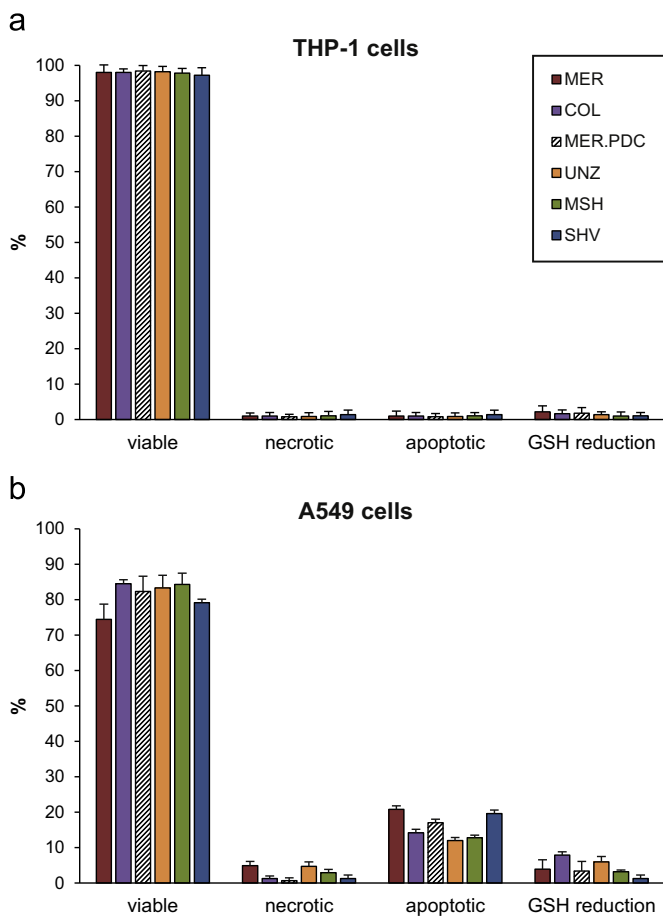 a
THP-1 cells
100
90
80
70
60
50
40
30
20
10
0
%
MER
COL
MER.PDC
UNZ
MSH
SHV
viable necrotic apoptotic GSH reduction
b
A549 cells
100
90
80
70
60
50
40
30
20
10
0
%
viable necrotic apoptotic GSH reduction